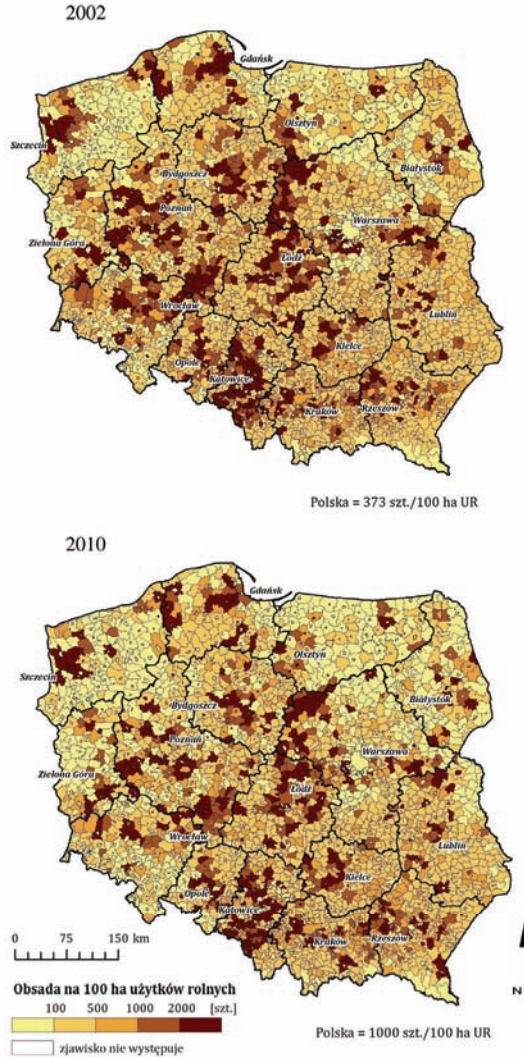 2002
Gdańsk
Olsztyn
Szczecin
Białystok
Bydgoszcz
Poznań
Warszawa
Zielona Góra
Łódź
Wrocław
Lublin
Opole
Kielce
Katowice
Kraków
Rzeszów
Polska = 373 szt./100 ha UR
2010
Gdańsk
Olsztyn
Szczecin
Białystok
Bydgoszcz
Poznań
Warszawa
Zielona Góra
Łódź
Wrocław
Lublin
Kielce
Opole
Katowice
Kraków
Rzeszów
0 75 150 km
N
Obsada na 100 ha użytków rolnych
100 500 1000 2000 [szt.]
zjawisko nie występuje
Polska = 1000 szt./100 ha UR